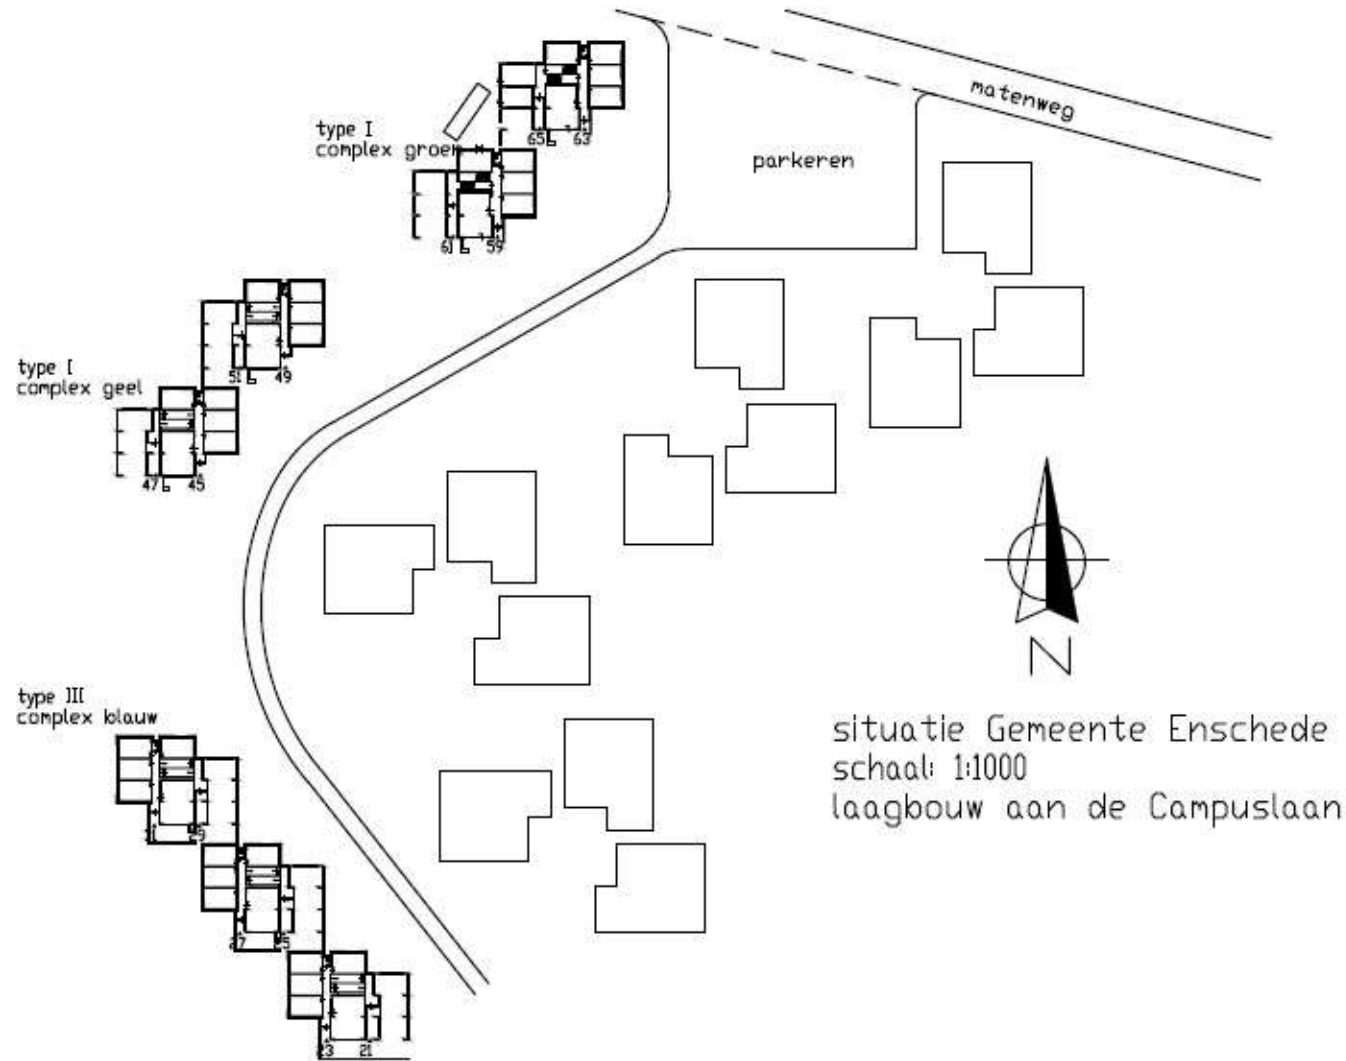 matenweg
type I
complex groen
65 63
parkeren
61 59
type I
complex geel
51 49
47 45
type III
complex blauw
29
27
23 21
N
situatie Gemeente Enschede
schaal: 1:1000
laagbouw aan de Campuslaan